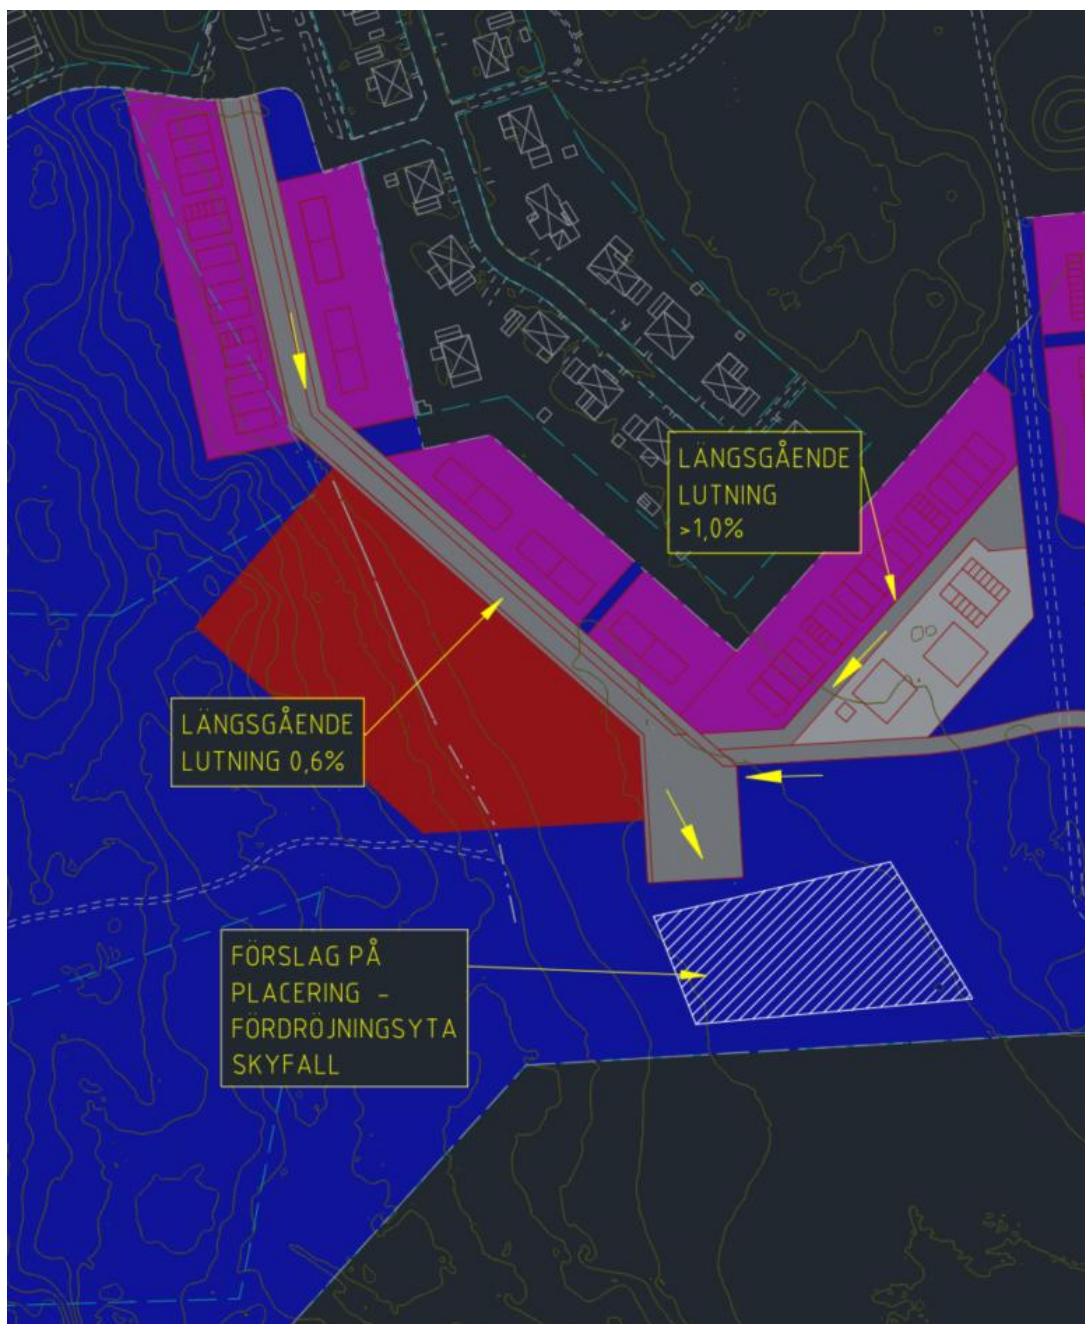 LÄNGSGÅENDE
LUTNING
>1,0%
LÄNGSGÅENDE
LUTNING 0,6%
FÖRSLAG PÅ
PLACERING -
FÖRDRÖJNINGSYTA
SKYFALL